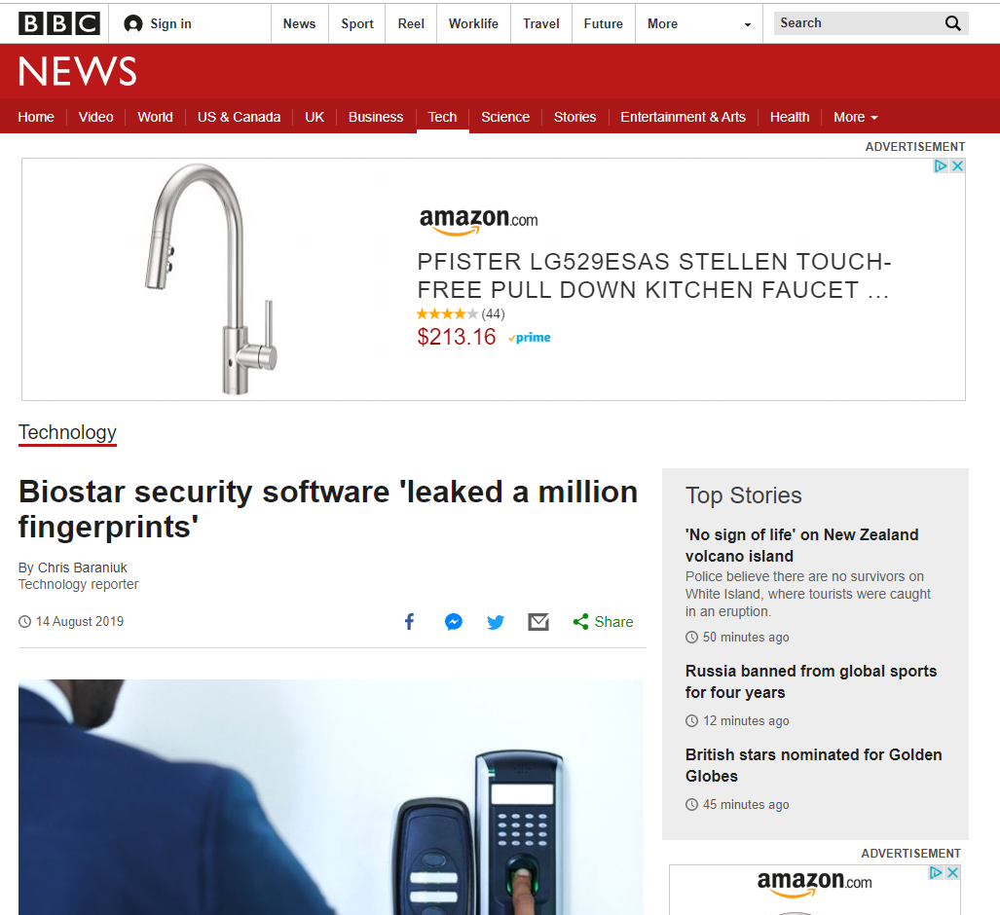 BBC Sign in News Sport Reel Worklife Travel Future More Search
NEWS
Home Video World US & Canada UK Business Tech Science Stories Entertainment & Arts Health More
ADVERTISEMENT
amazon.com
PFISTER LG529ESAS STELLEN TOUCH-
FREE PULL DOWN KITCHEN FAUCET ...
(44)
$213.16 prime
Technology
Biostar security software 'leaked a million
fingerprints'
By Chris Baraniuk
Technology reporter
14 August 2019
Share
Top Stories
'No sign of life' on New Zealand
volcano island
Police believe there are no survivors on
White Island, where tourists were caught
in an eruption.
50 minutes ago
Russia banned from global sports
for four years
12 minutes ago
British stars nominated for Golden
Globes
45 minutes ago
ADVERTISEMENT
amazon.com